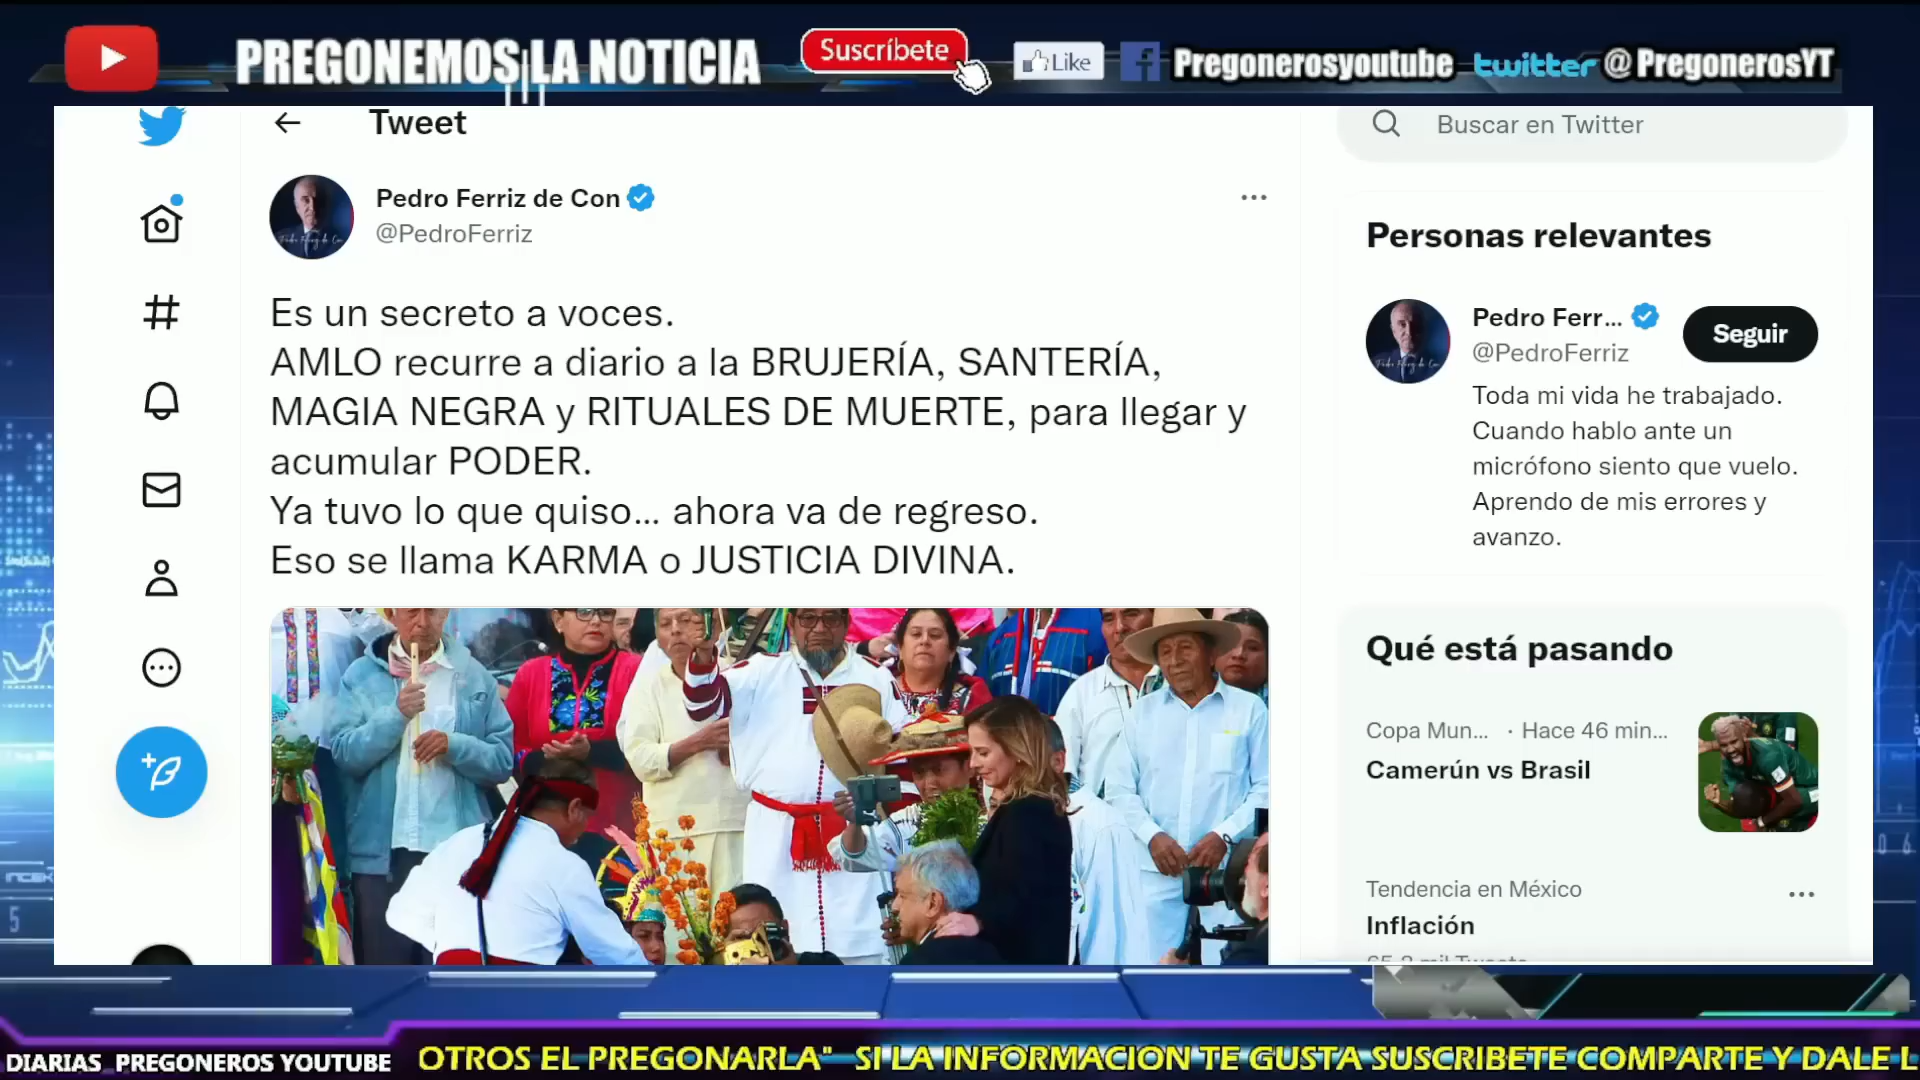 PREGONEMOS LA NOTICIA
Suscríbete
Like
Pregonerosyoutube
twitter @PregonerosYT
Tweet
Buscar en Twitter
Pedro Ferriz de Con
@PedroFerriz
Es un secreto a voces.
AMLO recurre a diario a la BRUJERÍA, SANTERÍA,
MAGIA NEGRA y RITUALES DE MUERTE, para llegar y
acumular PODER.
Ya tuvo lo que quiso... ahora va de regreso.
Eso se llama KARMA o JUSTICIA DIVINA.
Personas relevantes
Pedro Ferr...
@PedroFerriz
Seguir
Toda mi vida he trabajado.
Cuando hablo ante un
micrófono siento que vuelo.
Aprendo de mis errores y
avanzo.
Qué está pasando
Copa Mun... · Hace 46 min...
Camerún vs Brasil
Tendencia en México
Inflación
DIARIAS PREGONEROS YOUTUBE
OTROS EL PREGONARLA" SI LA INFORMACION TE GUSTA SUSCRIBETE COMPARTE Y DALE L